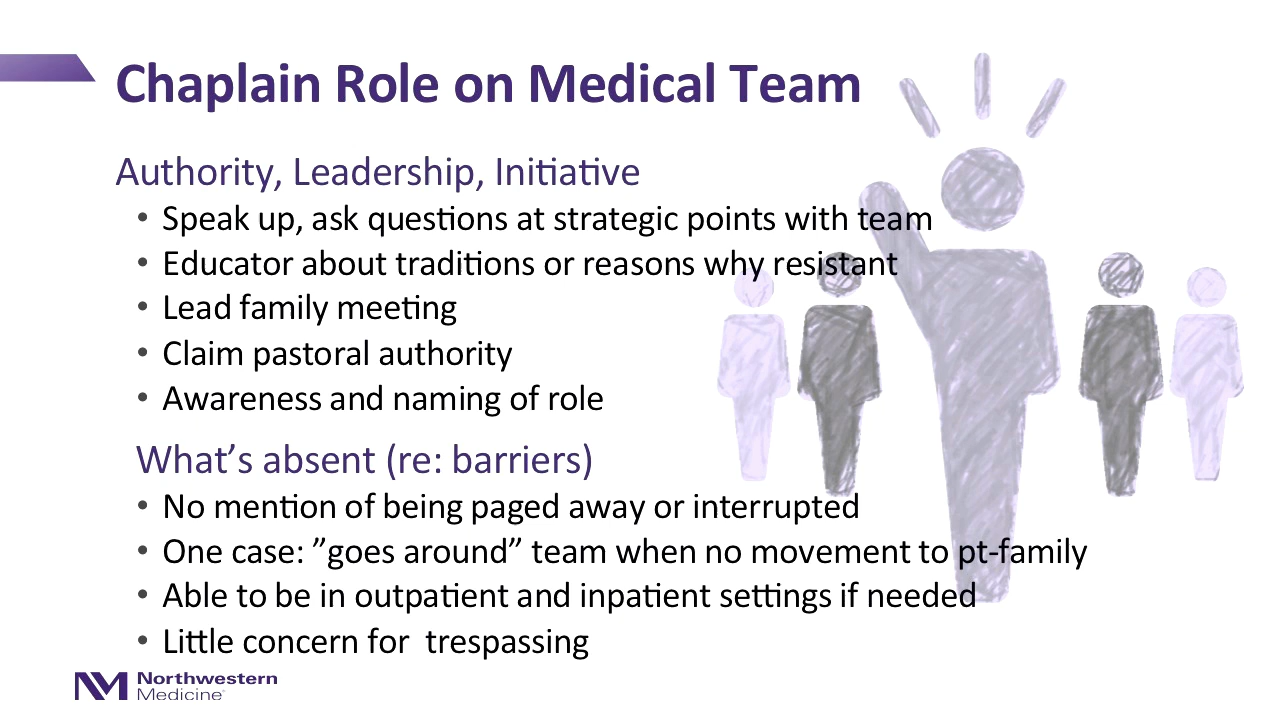 Chaplain Role on Medical Team
Authority, Leadership, Initiative
• Speak up, ask questions at strategic points with team
• Educator about traditions or reasons why resistant
• Lead family meeting
• Claim pastoral authority
• Awareness and naming of role
What’s absent (re: barriers)
• No mention of being paged away or interrupted
• One case: ”goes around” team when no movement to pt-family
• Able to be in outpatient and inpatient settings if needed
• Little concern for  trespassing
NM Northwestern
Medicine